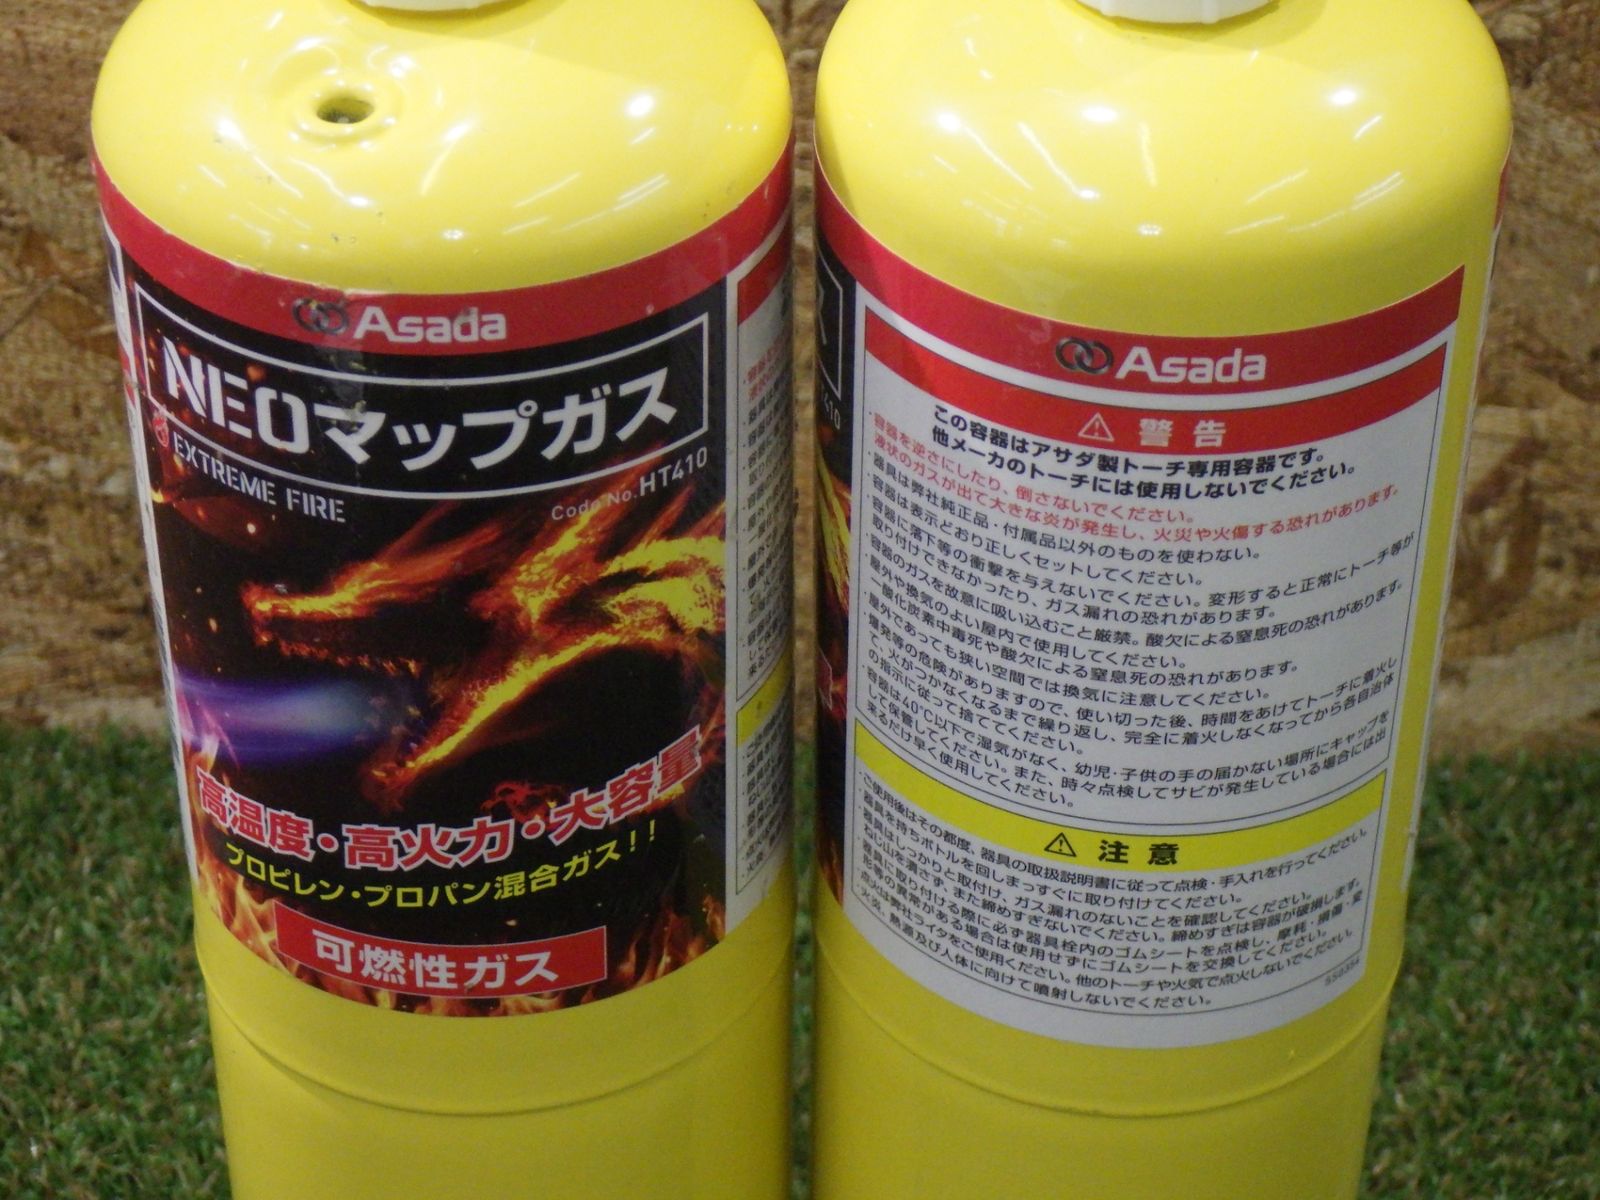 Asada
NEOマップガス
EXTREME FIRE
Code No.HT410
高温度・高火力・大容量
プロピレン・プロパン混合ガス!!
可燃性ガス
Asada
警告
この容器はアサダ製トーチ専用容器です。
他メーカのトーチには使用しないでください。
・容器を逆さにしたり、倒さないでください。
液状のガスが出て大きな炎が発生し、火災や火傷する恐れがあります。
・器具は弊社純正品・付属品以外のものを使わない。
・容器は表示どおり正しくセットしてください。
・容器に落下等の衝撃を与えないでください。変形すると正常にトーチ等が
取り付けできなかったり、ガス漏れの恐れがあります。
・容器のガスを故意に吸い込むこと厳禁。酸欠による窒息死の恐れがあります。
・屋外や換気のよい屋内で使用してください。
一酸化炭素中毒死や酸欠による窒息死の恐れがあります。
・屋外であっても狭い空間では換気に注意してください。
・爆発等の危険がありますので、使い切った後、時間をあけてトーチに着火し
て、火がつかなくなるまで繰り返し、完全に着火しなくなってから各自治体
の指示に従って捨ててください。
・容器は40℃以下で湿気がなく、幼児・子供の手の届かない場所にキャップを
して保管してください。また、時々点検してサビが発生している場合には出
来るだけ早く使用してください。
注意
・ご使用後はその都度、器具の取扱説明書に従って点検・手入れを行ってください。
・器具を持ちボトルを回しまっすぐに取り付けてください。
・器具はしっかりと取付け、ガス漏れのないことを確認してください。
・ねじ山を潰さず、また締めすぎないでください。締めすぎは容器が破損します。
・器具に取り付ける際に必ず器具栓内のゴムシートを点検し、摩耗・損傷・変
形等の異常がある場合は使用せずにゴムシートを交換してください。
・点火は弊社ライタをご使用ください。他のトーチや火気で点火しないでください。
・火炎、熱源及び人体に向けて噴射しないでください。